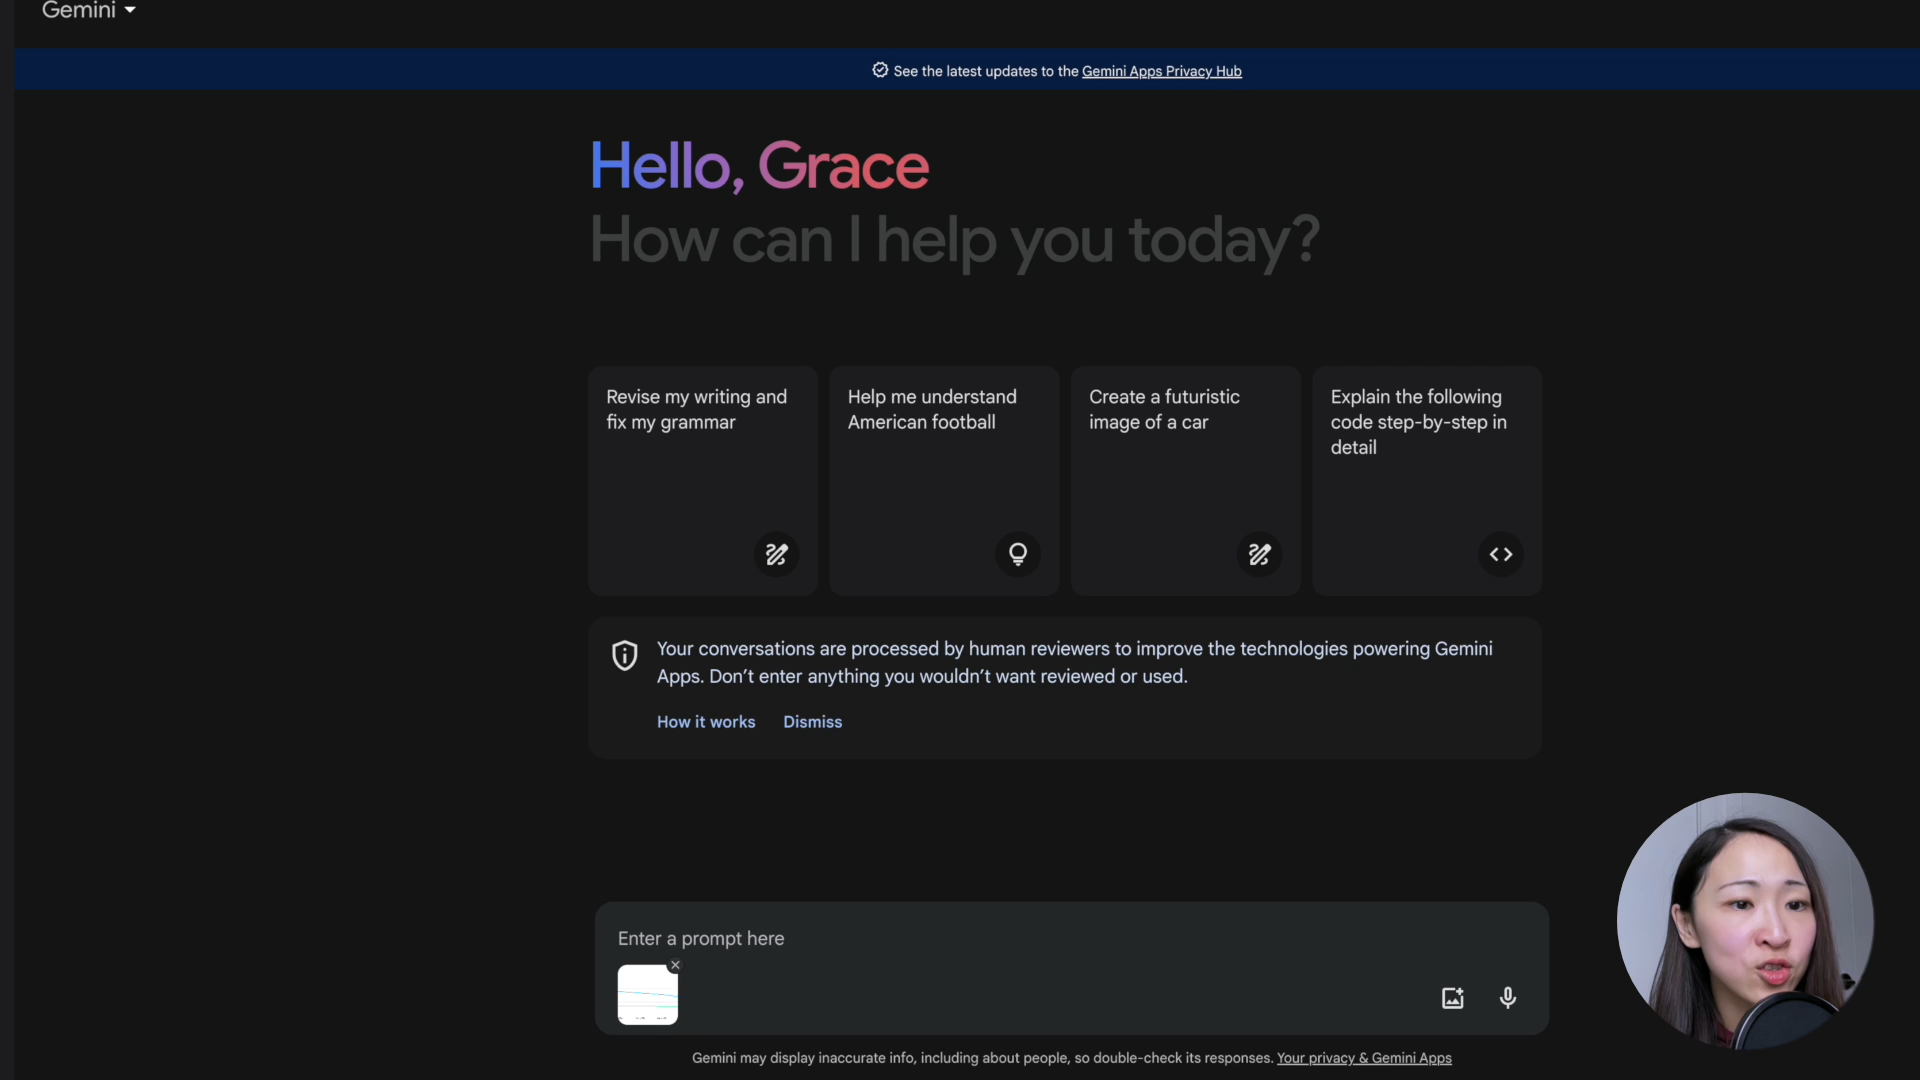 Gemini
See the latest updates to the Gemini Apps Privacy Hub
Hello, Grace
How can I help you today?
Revise my writing and
fix my grammar
Help me understand
American football
Create a futuristic
image of a car
Explain the following
code step-by-step in
detail
Your conversations are processed by human reviewers to improve the technologies powering Gemini
Apps. Don’t enter anything you wouldn’t want reviewed or used.
How it works Dismiss
Enter a prompt here
Gemini may display inaccurate info, including about people, so double-check its responses. Your privacy & Gemini Apps